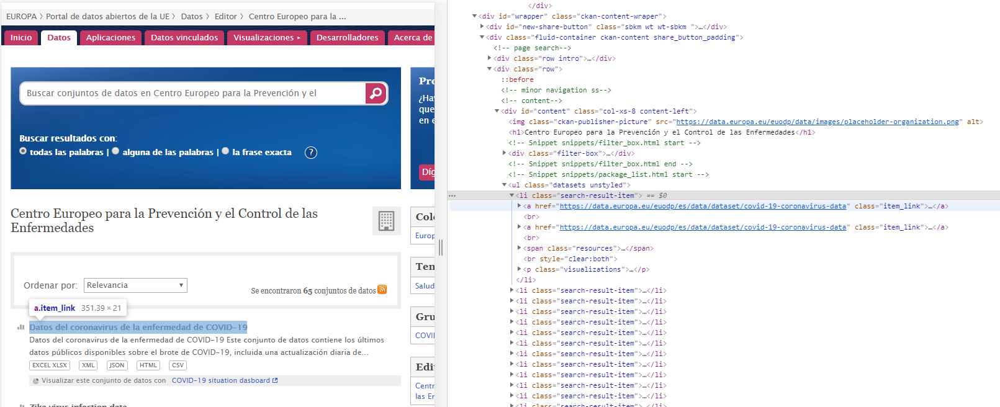 EUROPA > Portal de datos abiertos de la UE > Datos > Editor > Centro Europeo para la ...
Inicio
Datos
Aplicaciones
Datos vinculados
Visualizaciones ▸
Desarrolladores
Acerca de
Buscar conjuntos de datos en Centro Europeo para la Prevención y el
Buscar resultados con:
todas las palabras | alguna de las palabras | la frase exacta ?
Pro
¿Ha
que
en e
Díg
Centro Europeo para la Prevención y el Control de las
Enfermedades
Ordenar por: Relevancia
Se encontraron 65 conjuntos de datos
a.item_link 351.39 × 21
Datos del coronavirus de la enfermedad de COVID-19
Datos del coronavirus de la enfermedad de COVID-19 Este conjunto de datos contiene los últimos
datos públicos disponibles sobre el brote de COVID-19, incluida una actualización diaria de...
EXCEL XLSX XML JSON HTML CSV
Visualizar este conjunto de datos con COVID-19 situation dasboard
Zika virus infection data
Cole
Europ
Tem
Salud
Gru
COVI
Edi
Centr
las En
</div>
▼<div id="wrapper" class="ckan-content-wraper">
▶<div id="new-share-button" class="sbkm wt wt-sbkm ">…</div>
▼<div class="fluid-container ckan-content share_button_padding">
<!-- page search-->
▶<div class="row intro">…</div>
▼<div class="row">
::before
<!-- minor navigation ss-->
<!-- content-->
▼<div id="content" class="col-xs-8 content-left">
<img class="ckan-publisher-picture" src="https://data.europa.eu/euodp/data/images/placeholder-organization.png" alt>
<h1>Centro Europeo para la Prevención y el Control de las Enfermedades</h1>
<!-- Snippet snippets/filter_box.html start -->
▶<div class="filter-box">…</div>
<!-- Snippet snippets/filter_box.html end -->
<!-- Snippet snippets/package_list.html start -->
▼<ul class="datasets unstyled">
… ▼<li class="search-result-item"> == $0
▶<a href="https://data.europa.eu/euodp/es/data/dataset/covid-19-coronavirus-data" class="item_link">…</a>
<br>
▶<a href="https://data.europa.eu/euodp/es/data/dataset/covid-19-coronavirus-data" class="item_link">…</a>
<br>
▶<span class="resources">…</span>
<br style="clear:both">
▶<p class="visualizations">…</p>
</li>
▶<li class="search-result-item">…</li>
▶<li class="search-result-item">…</li>
▶<li class="search-result-item">…</li>
▶<li class="search-result-item">…</li>
▶<li class="search-result-item">…</li>
▶<li class="search-result-item">…</li>
▶<li class="search-result-item">…</li>
▶<li class="search-result-item">…</li>
▶<li class="search-result-item">…</li>
▶<li class="search-result-item">…</li>
▶<li class="search-result-item">…</li>
▶<li class="search-result-item">…</li>